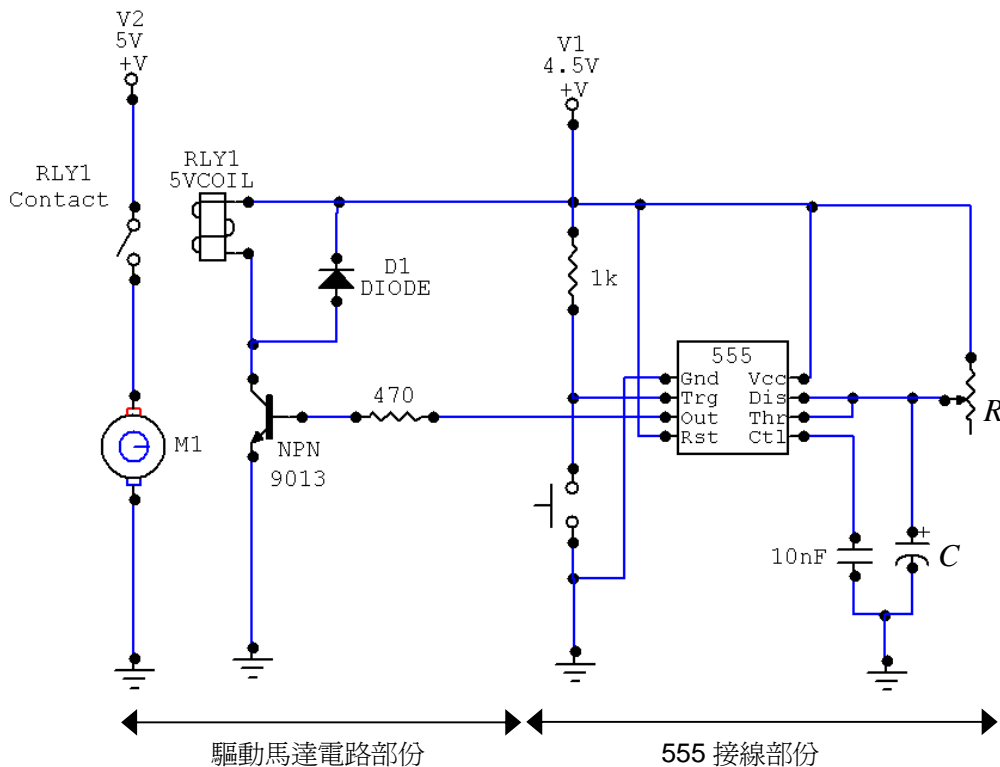 V2
5V
+V
V1
4.5V
+V
RLY1
Contact
RLY1
5VCOIL
D1
DIODE
1k
555
Gnd Vcc
Trg Dis
Out Thr
Rst Ctl
470
R
M1
NPN
9013
10nF
+
C
驅動馬達電路部份
555 接線部份